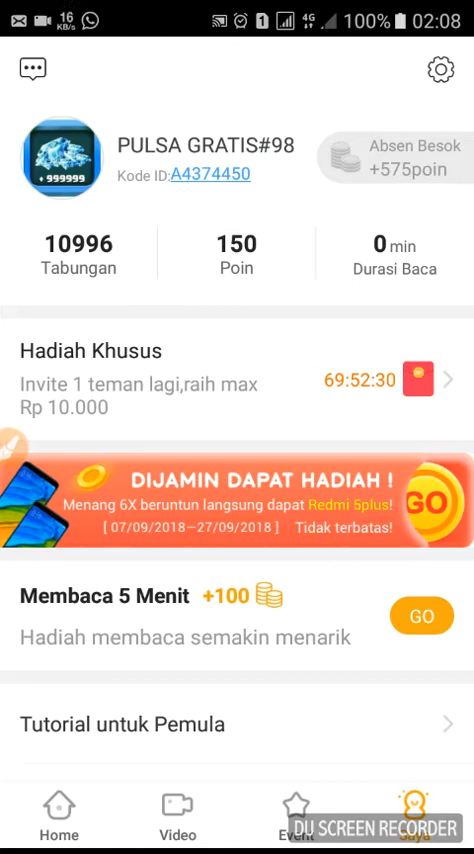 16
KB/s
1
4G
100%
02:08
PULSA GRATIS#98
Kode ID:A4374450
+ 999999
Absen Besok
+575poin
10996
Tabungan
150
Poin
0 min
Durasi Baca
Hadiah Khusus
Invite 1 teman lagi,raih max
Rp 10.000
69:52:30
DIJAMIN DAPAT HADIAH !
Menang 6X beruntun langsung dapat Redmi 5plus!
[ 07/09/2018—27/09/2018 ] Tidak terbatas!
GO
Membaca 5 Menit +100
Hadiah membaca semakin menarik
GO
Tutorial untuk Pemula
Home
Video
Event
Saya
DU SCREEN RECORDER